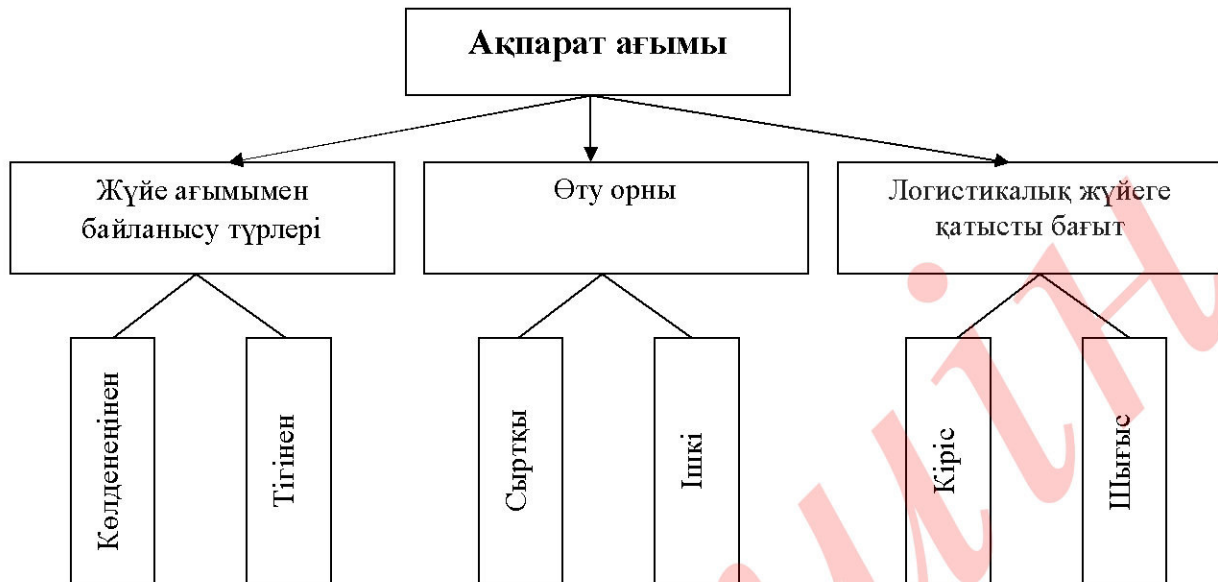 Ақпарат ағымы
Жүйе ағымымен
байланысу түрлері
Өту орны
Логистикалық жүйеге
қатысты бағыт
Көлденеңінен
Тігінен
Сыртқы
Ішкі
Кіріс
Шығыс